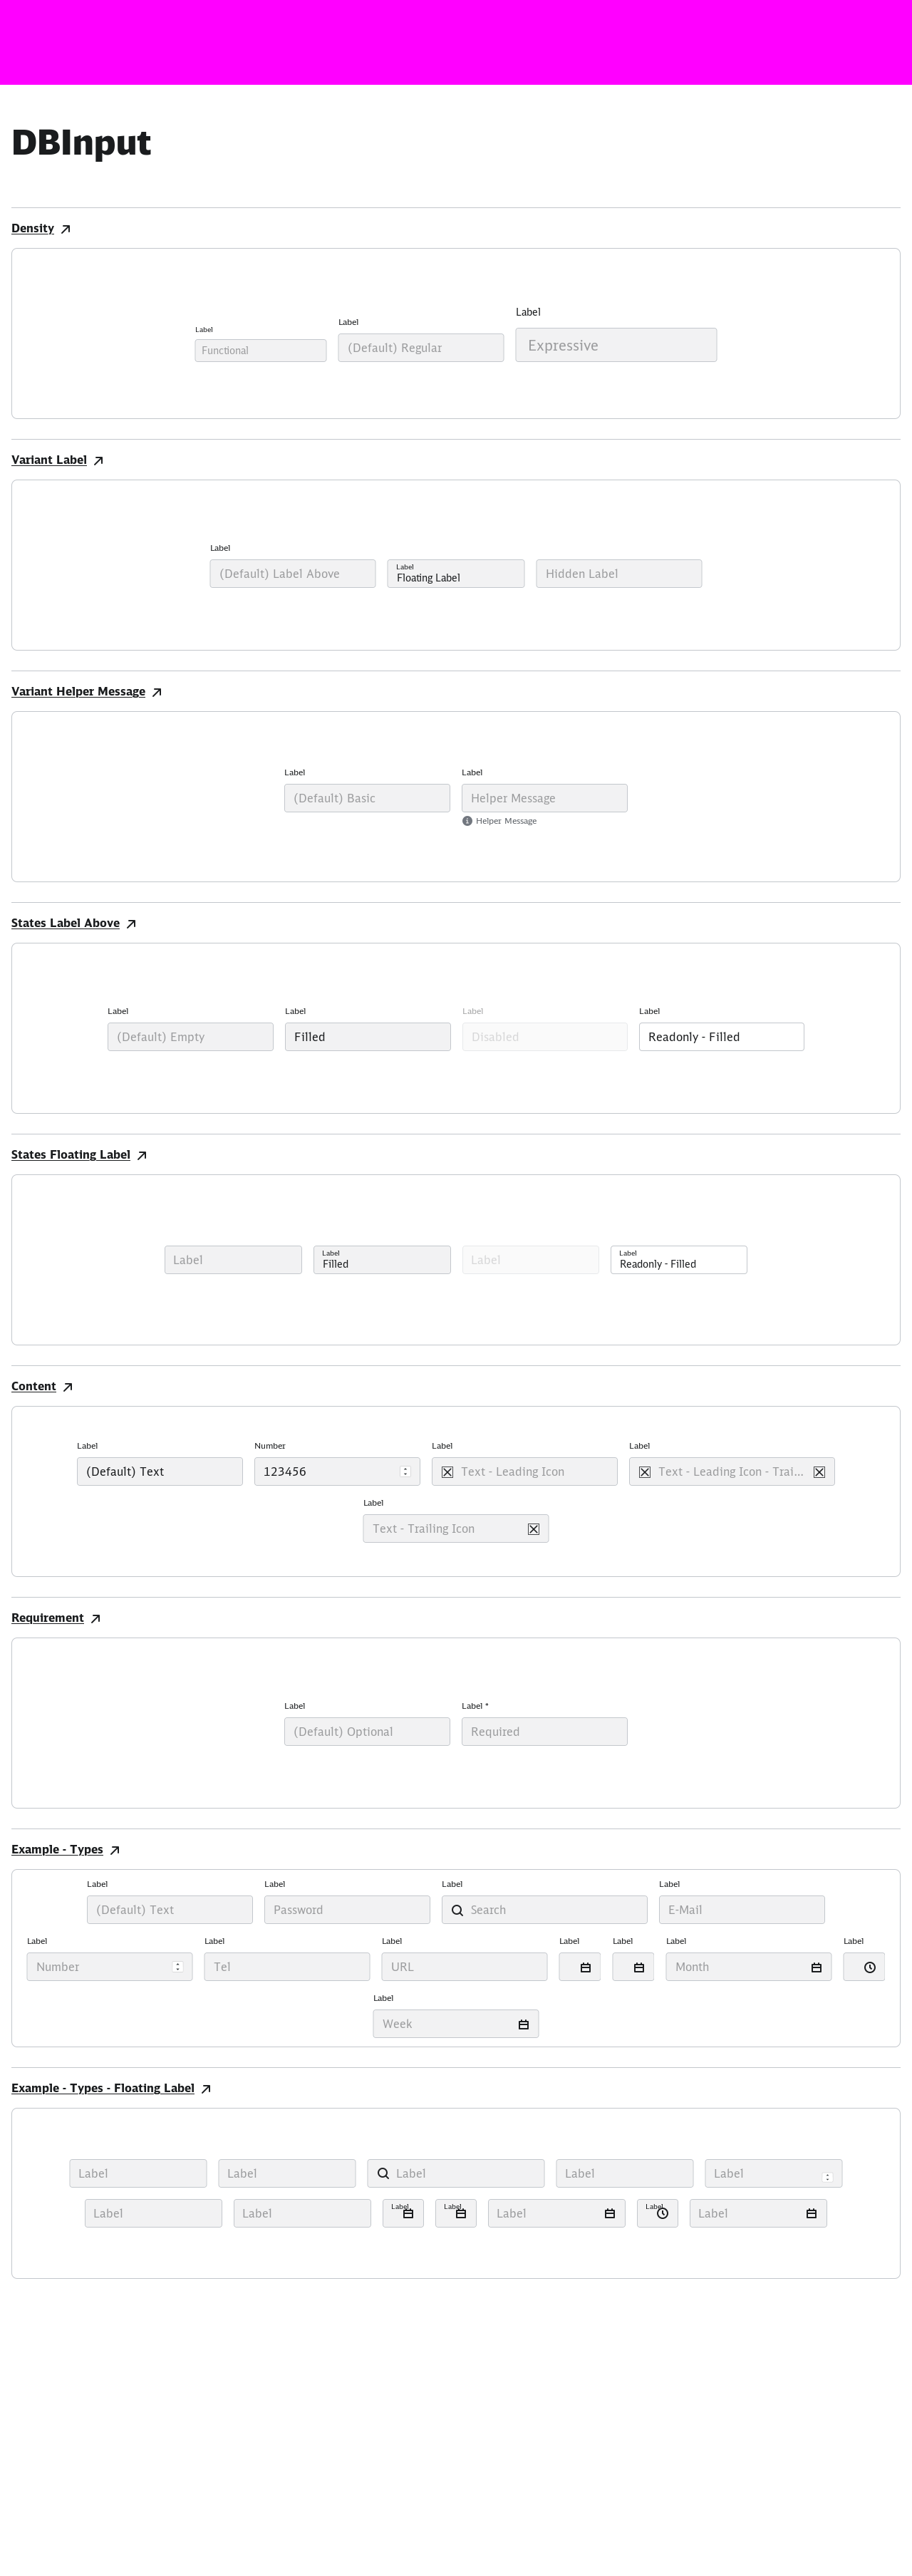 DBInput
Density
Label Label Label
Functional (Default) Regular Expressive
Variant Label
Label
(Default) Label Above Label Floating Label Hidden Label
Variant Helper Message
Label Label
(Default) Basic Helper Message
Helper Message
States Label Above
Label Label Label Label
(Default) Empty Filled Disabled Readonly - Filled
States Floating Label
Label Label Filled Label Label Readonly - Filled
Content
Label Number Label Label
(Default) Text 123456 Text - Leading Icon Text - Leading Icon - Trai...
Label
Text - Trailing Icon
Requirement
Label Label *
(Default) Optional Required
Example - Types
Label Label Label Label
(Default) Text Password Search E-Mail
Label Label Label Label Label Label Label
Number Tel URL Month
Label
Week
Example - Types - Floating Label
Label Label Label Label Label
Label Label Label Label Label Label Label